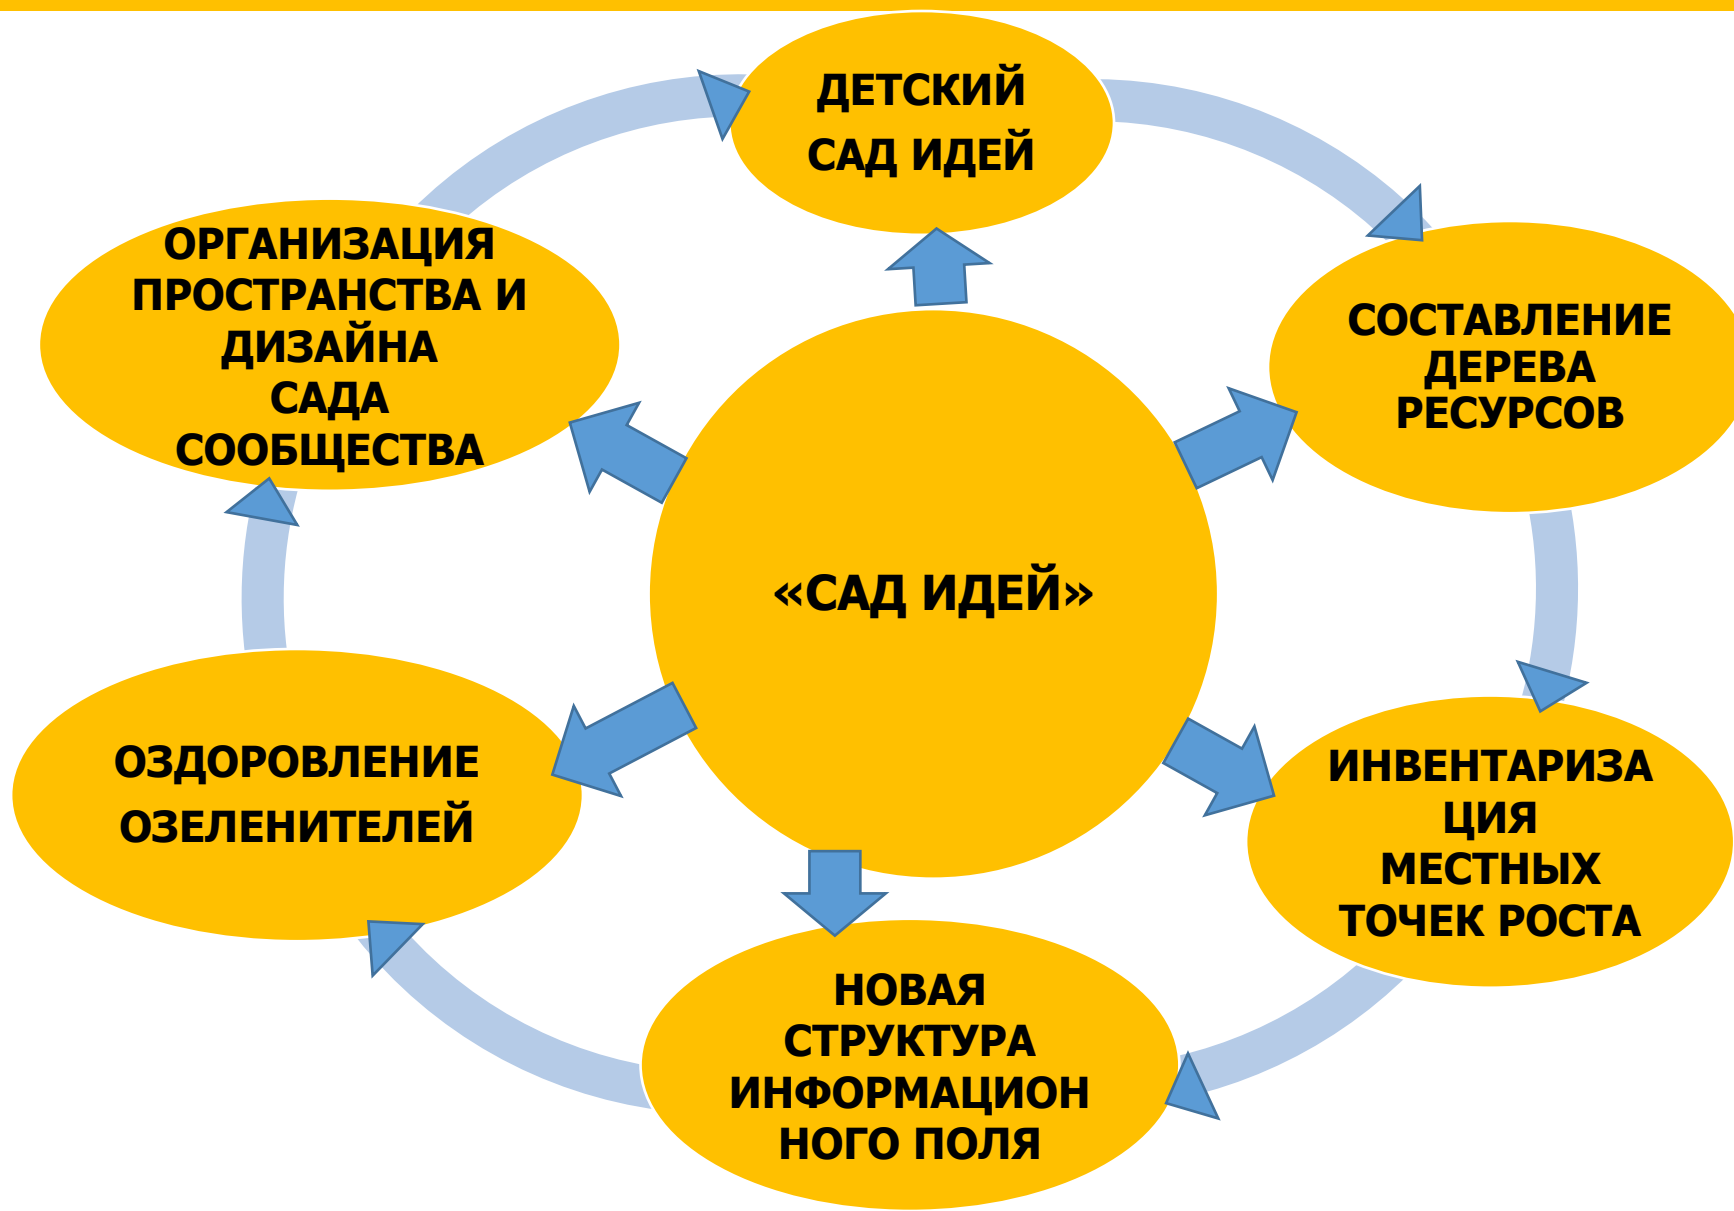 ДЕТСКИЙ
САД ИДЕЙ
СОСТАВЛЕНИЕ
ДЕРЕВА
РЕСУРСОВ
ИНВЕНТАРИЗА
ЦИЯ
МЕСТНЫХ
ТОЧЕК РОСТА
НОВАЯ
СТРУКТУРА
ИНФОРМАЦИОН
НОГО ПОЛЯ
ОЗДОРОВЛЕНИЕ
ОЗЕЛЕНИТЕЛЕЙ
ОРГАНИЗАЦИЯ
ПРОСТРАНСТВА И
ДИЗАЙНА
САДА
СООБЩЕСТВА
«САД ИДЕЙ»